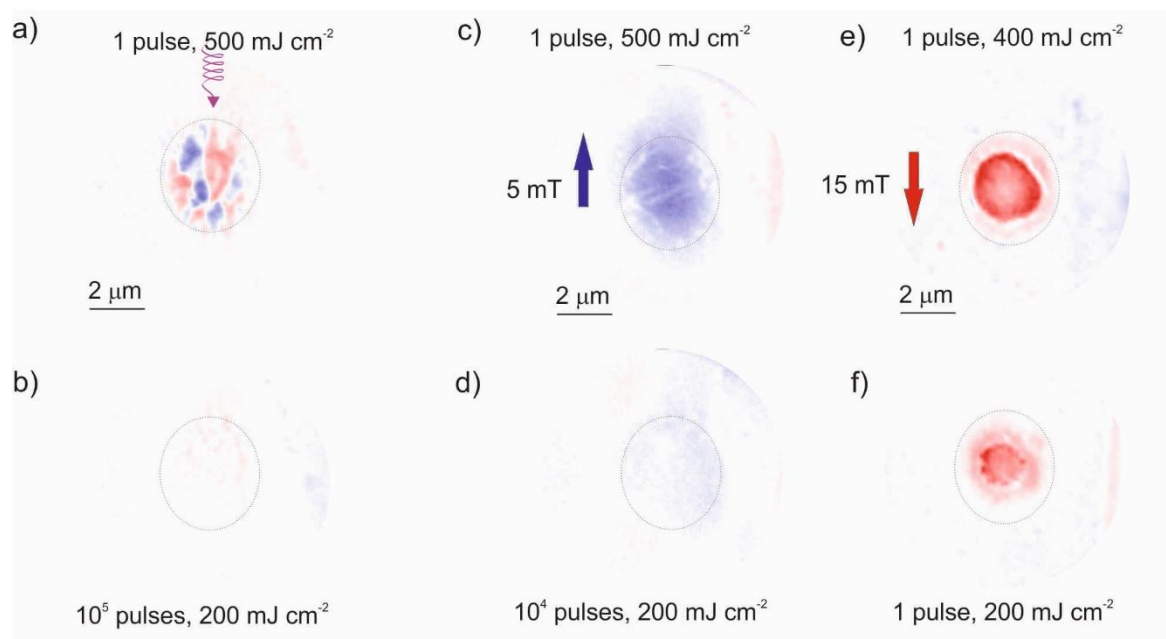 a)
1 pulse, 500 mJ cm⁻²
2 μm
c)
1 pulse, 500 mJ cm⁻²
5 mT
2 μm
e)
1 pulse, 400 mJ cm⁻²
15 mT
2 μm
b)
10⁵ pulses, 200 mJ cm⁻²
d)
10⁴ pulses, 200 mJ cm⁻²
f)
1 pulse, 200 mJ cm⁻²